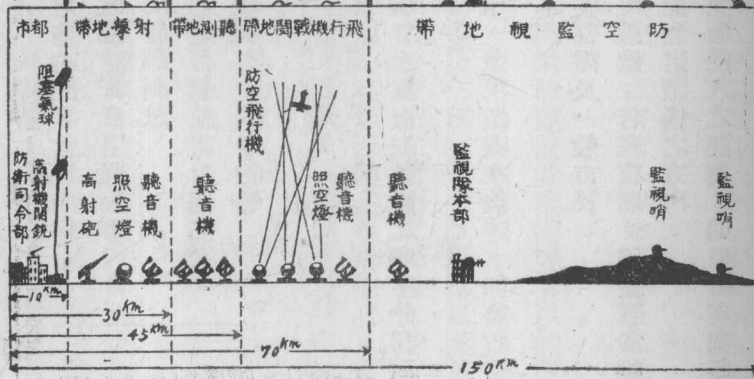 防空監視地帶
飛行機戰鬪地帶
聽測地帶
射擊地帶
都市
監視哨
監視哨
監視隊本部
聽音機
聽音機
照空燈
防空飛行機
聽音機
聽音機
照空燈
高射砲
阻塞氣球
高射機關銃
防衛司令部
10Km
30Km
45Km
70Km
150Km